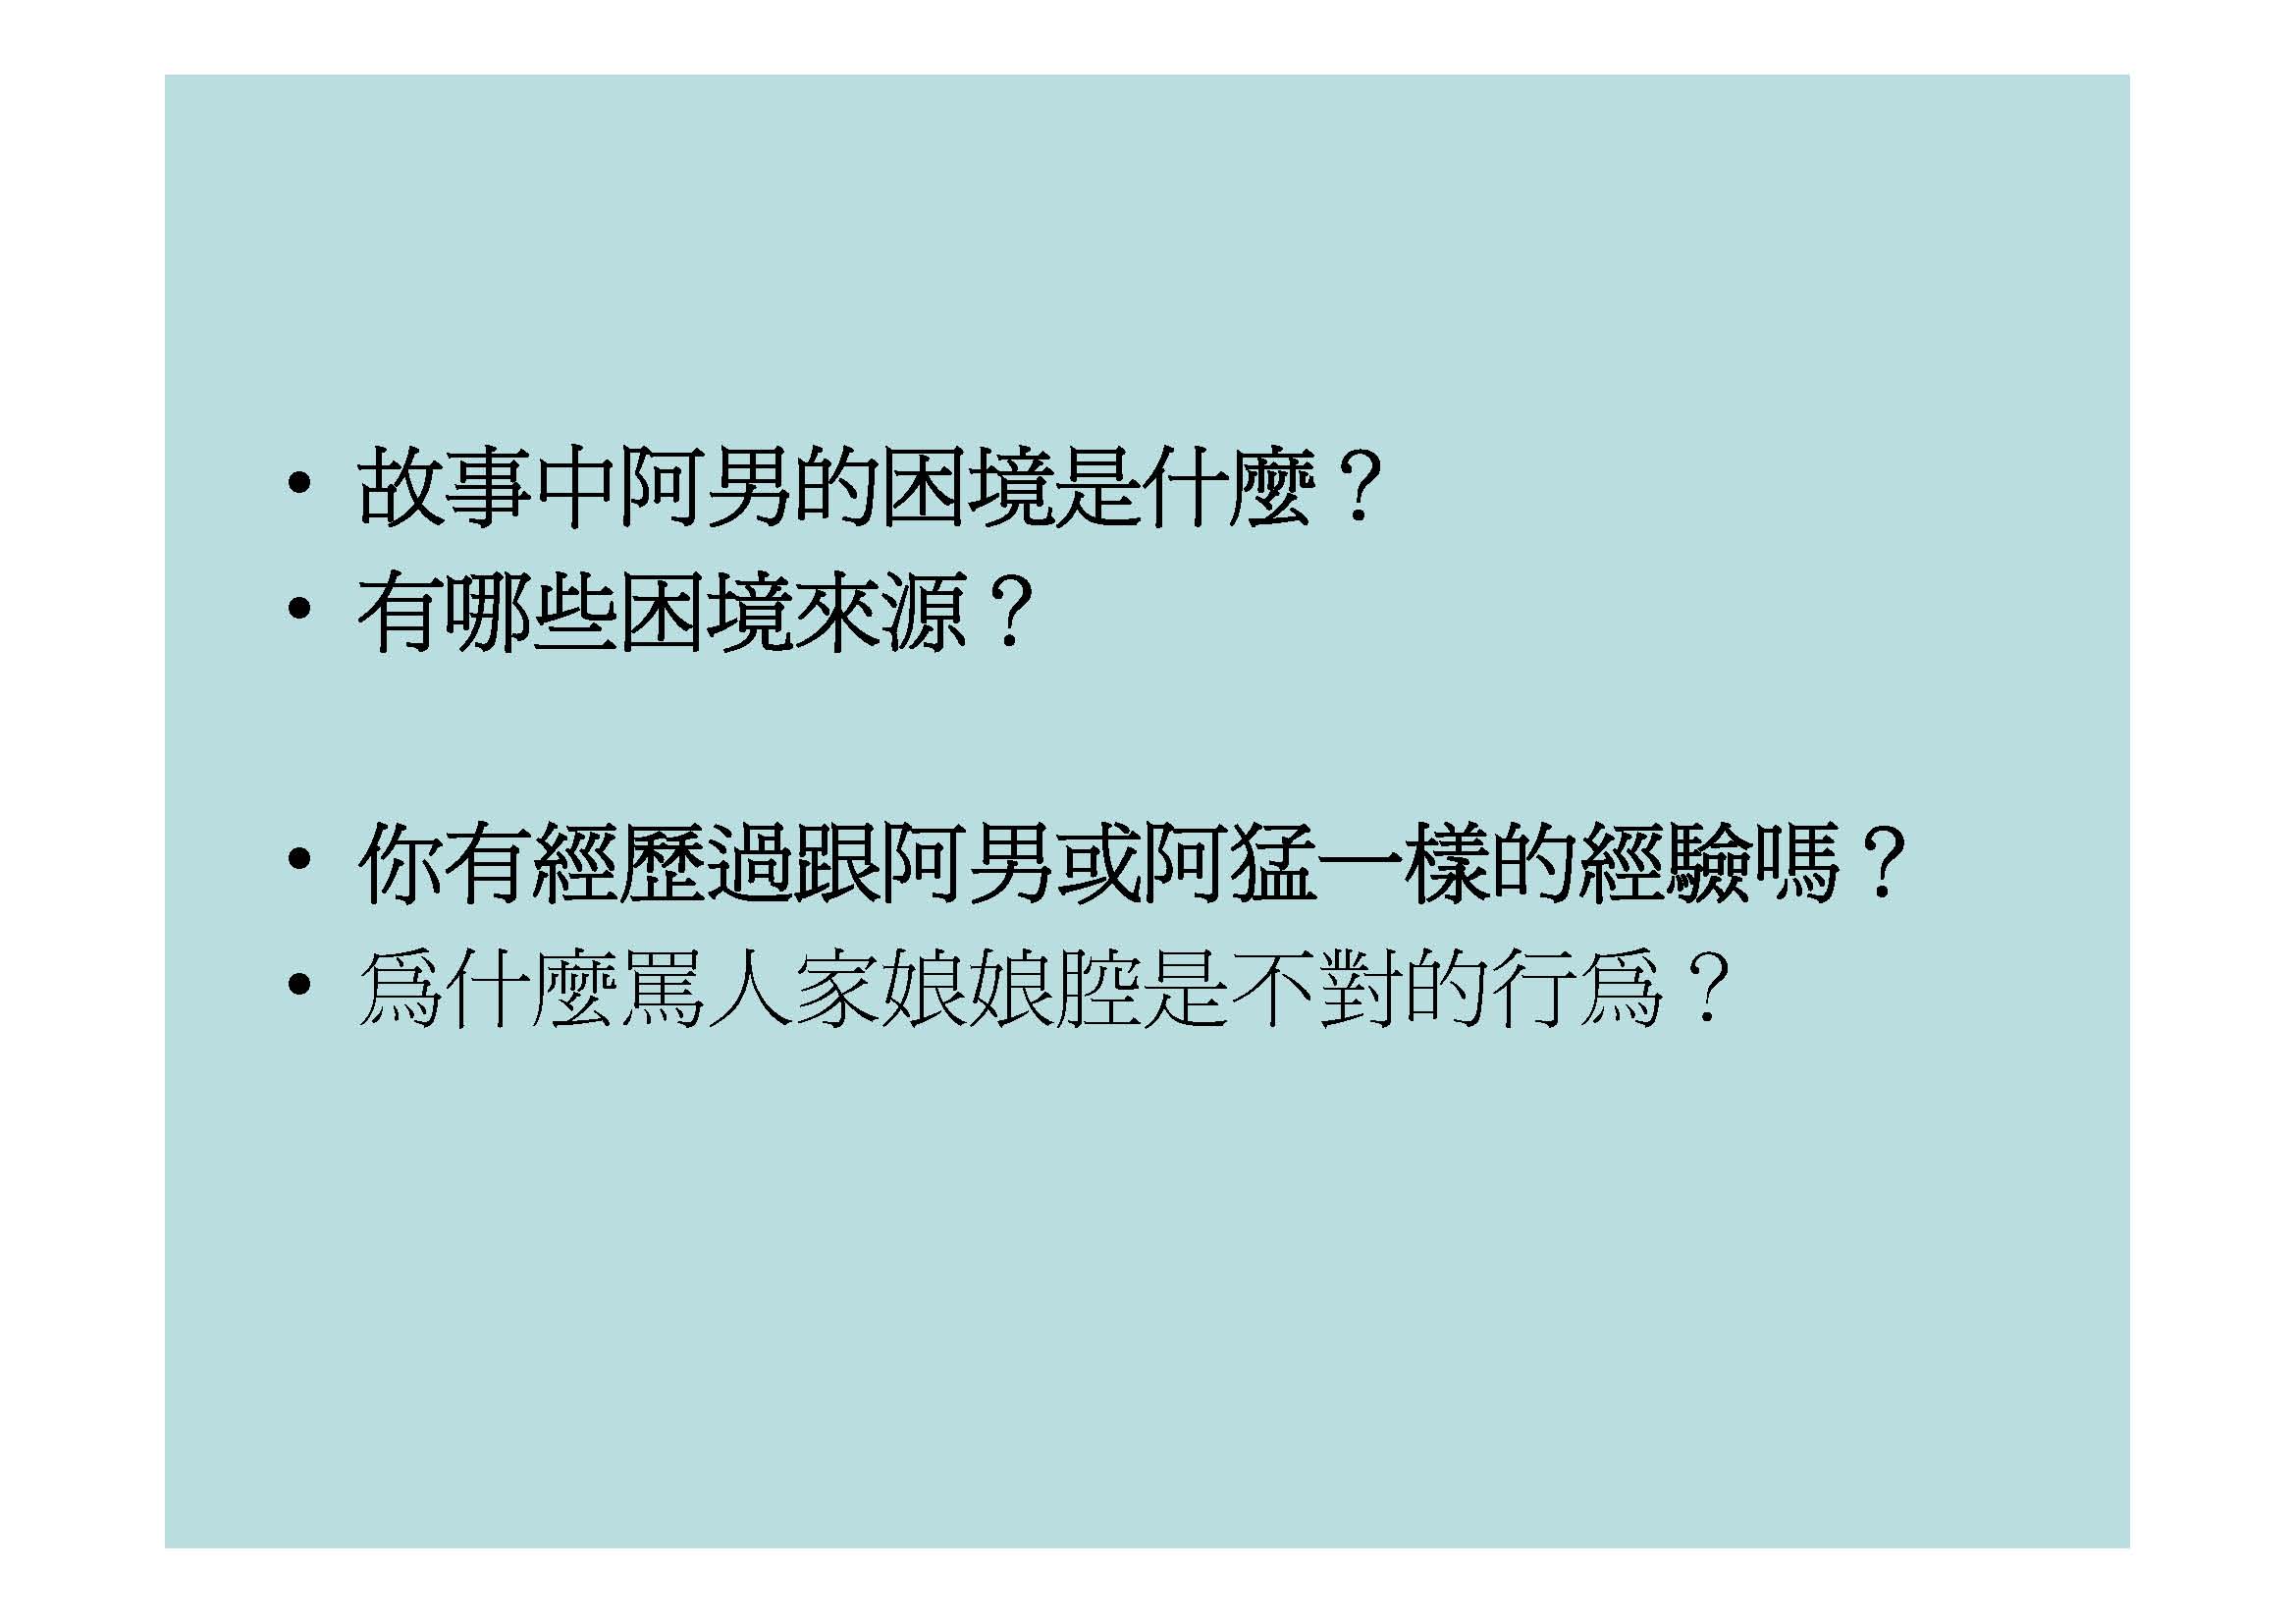 • 故事中阿男的困境是什麼？
• 有哪些困境來源？
• 你有經歷過跟阿男或阿猛一樣的經驗嗎？
• 爲什麼罵人家娘娘腔是不對的行爲？